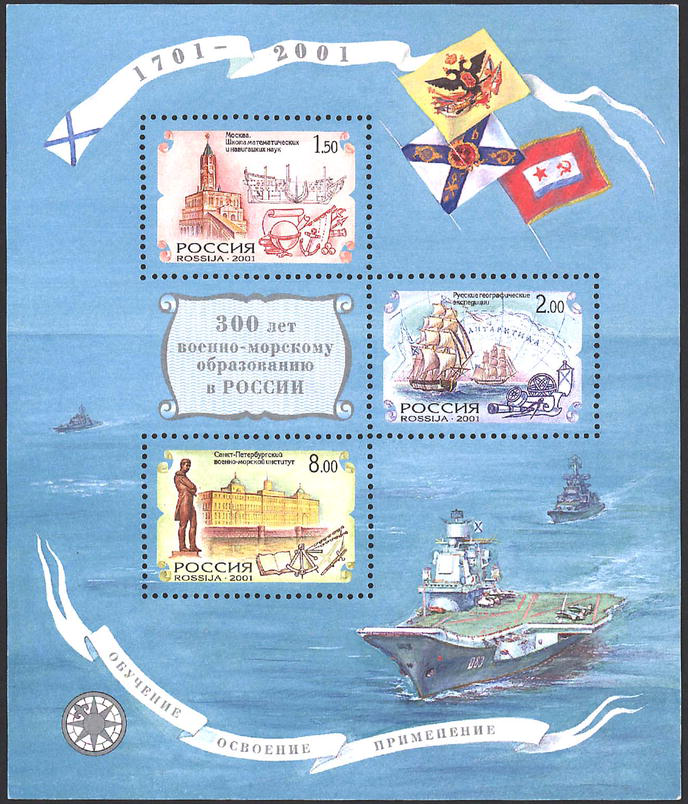 1701-2001
Москва.
Школа математических
и навигацких наук
1.50
РОССИЯ
ROSSIJA · 2001
300 лет
военно-морскому
образованию
в РОССИИ
Русские географические
экспедиции
2.00
АНТАРКТИКА
РОССИЯ
ROSSIJA · 2001
Санкт-Петербургский
военно-морской институт
8.00
РОССИЯ
ROSSIJA · 2001
063
ОБУЧЕНИЕ
ОСВОЕНИЕ
ПРИМЕНЕНИЕ